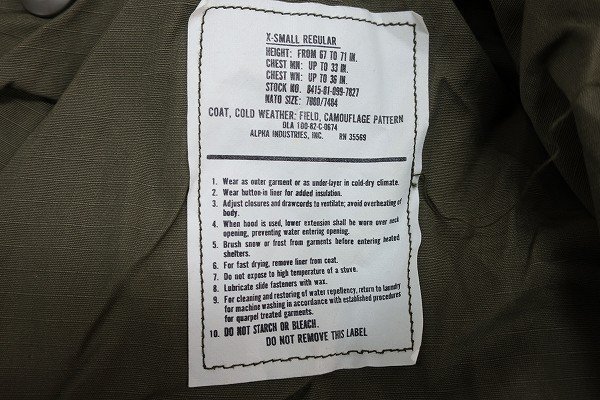 X-SMALL REGULAR
HEIGHT: FROM 67 TO 71 IN.
CHEST MN: UP TO 33 IN.
CHEST WN: UP TO 36 IN.
STOCK NO. 8415-01-099-7827
NATO SIZE: 7080/7484
COAT, COLD WEATHER: FIELD, CAMOUFLAGE PATTERN
DLA 100-82-C-0674
ALPHA INDUSTRIES, INC. RN 35569
1. Wear as outer garment or as under-layer in cold-dry climate.
2. Wear button-in liner for added insulation.
3. Adjust closures and drawcords to ventilate; avoid overheating of
body.
4. When hood is used, lower extension shall be worn over neck
opening, preventing water entering opening.
5. Brush snow or frost from garments before entering heated
shelters.
6. For fast drying, remove liner from coat.
7. Do not expose to high temperature of a stove.
8. Lubricate slide fasteners with wax.
9. For cleaning and restoring of water repellency, return to laundry
for machine washing in accordance with established procedures
for quarpel treated garments.
10. DO NOT STARCH OR BLEACH.
DO NOT REMOVE THIS LABEL